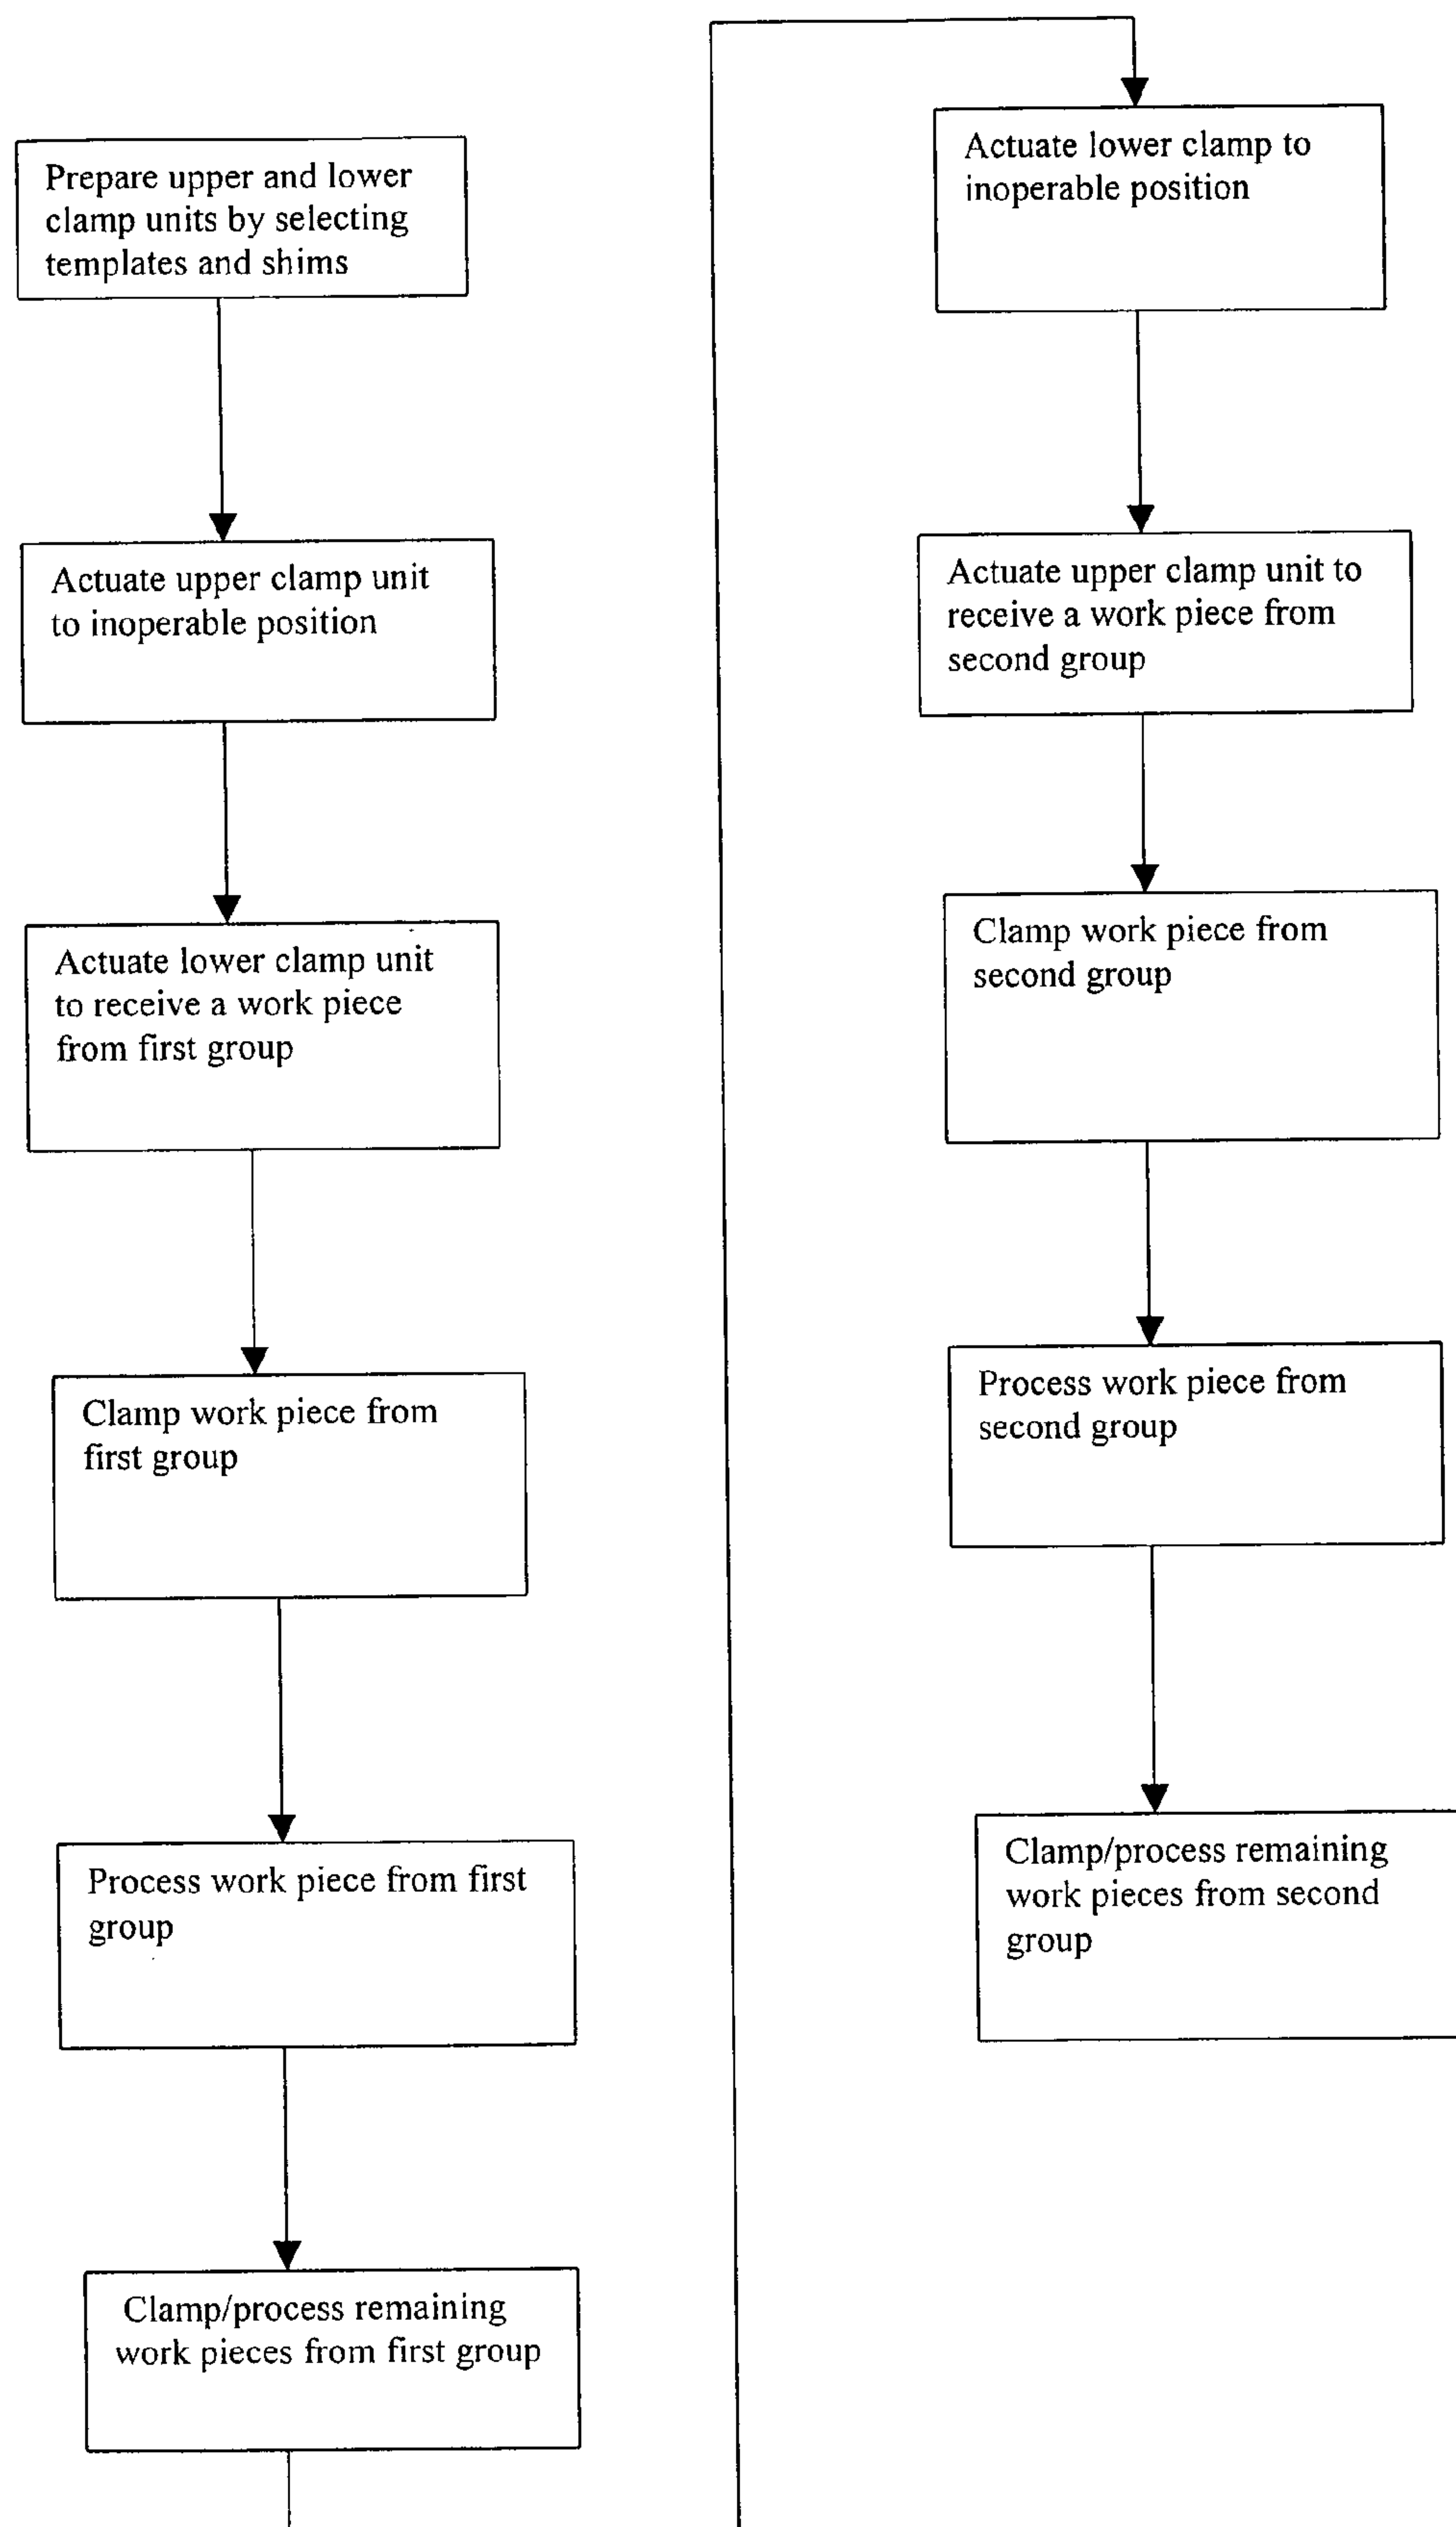 Prepare upper and lower
clamp units by selecting
templates and shims
Actuate upper clamp unit
to inoperable position
Actuate lower clamp unit
to receive a work piece
from first group
Clamp work piece from
first group
Process work piece from first
group
Clamp/process remaining
work pieces from first group
Actuate lower clamp to
inoperable position
Actuate upper clamp unit to
receive a work piece from
second group
Clamp work piece from
second group
Process work piece from
second group
Clamp/process remaining
work pieces from second
group